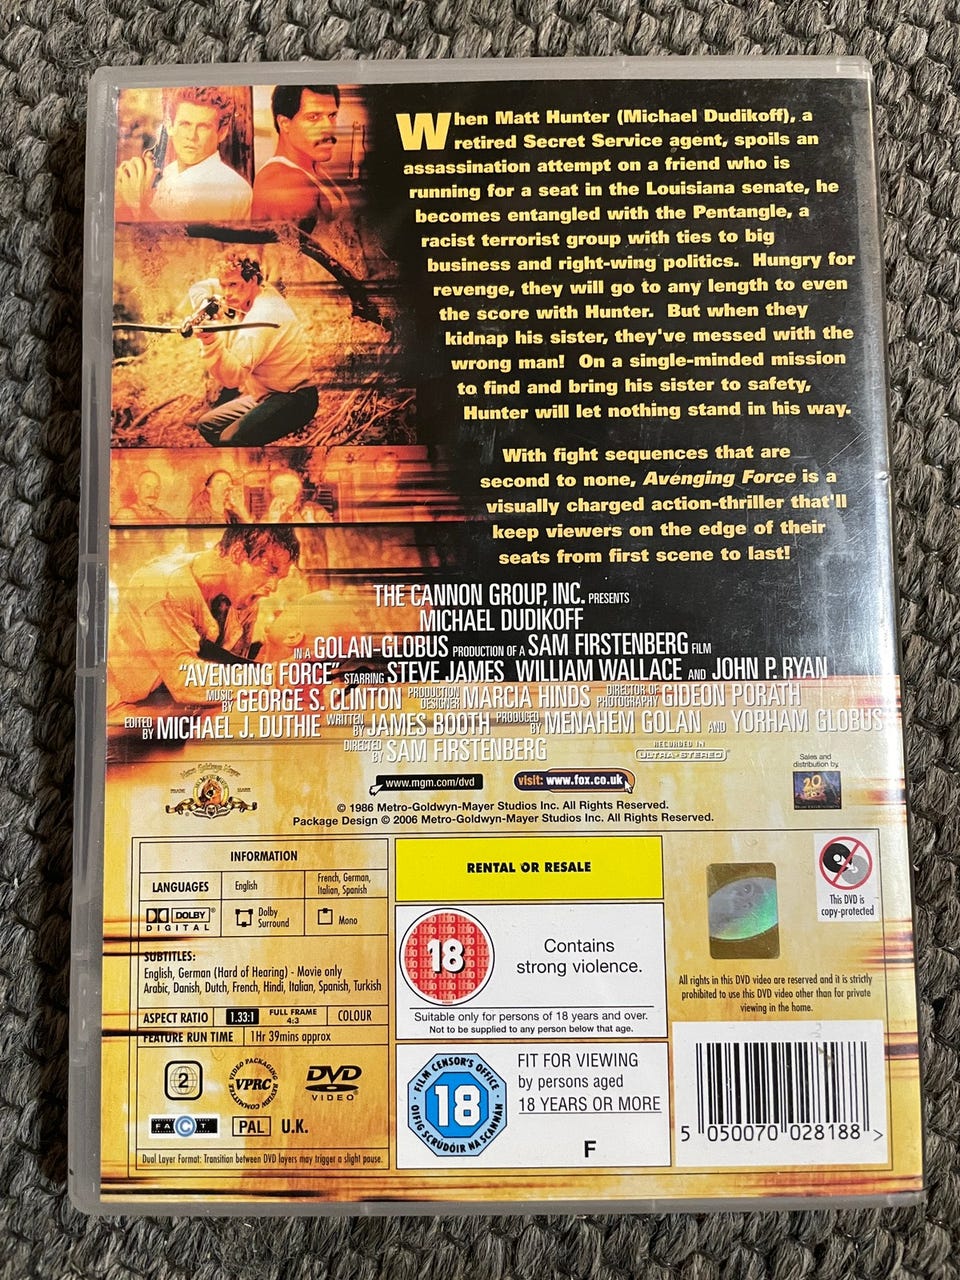 When Matt Hunter (Michael Dudikoff), a
retired Secret Service agent, spoils an
assassination attempt on a friend who is
running for a seat in the Louisiana senate, he
becomes entangled with the Pentangle, a
racist terrorist group with ties to big
business and right-wing politics. Hungry for
revenge, they will go to any length to even
the score with Hunter. But when they
kidnap his sister, they've messed with the
wrong man! On a single-minded mission
to find and bring his sister to safety,
Hunter will let nothing stand in his way.
With fight sequences that are
second to none, Avenging Force is a
visually charged action-thriller that'll
keep viewers on the edge of their
seats from first scene to last!
THE CANNON GROUP, INC. PRESENTS
MICHAEL DUDIKOFF
IN A GOLAN-GLOBUS PRODUCTION OF A SAM FIRSTENBERG FILM
"AVENGING FORCE" STARRING STEVE JAMES WILLIAM WALLACE AND JOHN P. RYAN
MUSIC BY GEORGE S. CLINTON PRODUCTION DESIGNER MARCIA HINDS DIRECTOR OF PHOTOGRAPHY GIDEON PORATH
EDITED BY MICHAEL J. DUTHIE WRITTEN BY JAMES BOOTH PRODUCED BY MENAHEM GOLAN AND YORHAM GLOBUS
DIRECTED BY SAM FIRSTENBERG
RECORDED IN
ULTRA-STEREO
Metro Goldwyn Mayer
TRADE MARK
www.mgm.com/dvd
visit: www.fox.co.uk
Sales and
distribution by
20
© 1986 Metro-Goldwyn-Mayer Studios Inc. All Rights Reserved.
Package Design © 2006 Metro-Goldwyn-Mayer Studios Inc. All Rights Reserved.
INFORMATION
LANGUAGES English French, German,
Italian, Spanish
DOLBY DIGITAL Dolby Surround Mono
SUBTITLES:
English, German (Hard of Hearing) - Movie only
Arabic, Danish, Dutch, French, Hindi, Italian, Spanish, Turkish
ASPECT RATIO 1.33:1 FULL FRAME 4:3 COLOUR
FEATURE RUN TIME 1Hr 39mins approx
2
VIDEO PACKAGING REVIEW COMMITTEE
VPRC
DVD
VIDEO
FACT
PAL U.K.
Dual Layer Format: Transition between DVD layers may trigger a slight pause.
RENTAL OR RESALE
18
Contains
strong violence.
Suitable only for persons of 18 years and over.
Not to be supplied to any person below that age.
FILM CENSOR'S OFFICE
18
OIFIG SCRÚDÓIR NA SCANNÁN
FIT FOR VIEWING
by persons aged
18 YEARS OR MORE
F
This DVD is
copy-protected
All rights in this DVD video are reserved and it is strictly
prohibited to use this DVD video other than for private
viewing in the home.
5 050070 028188 >